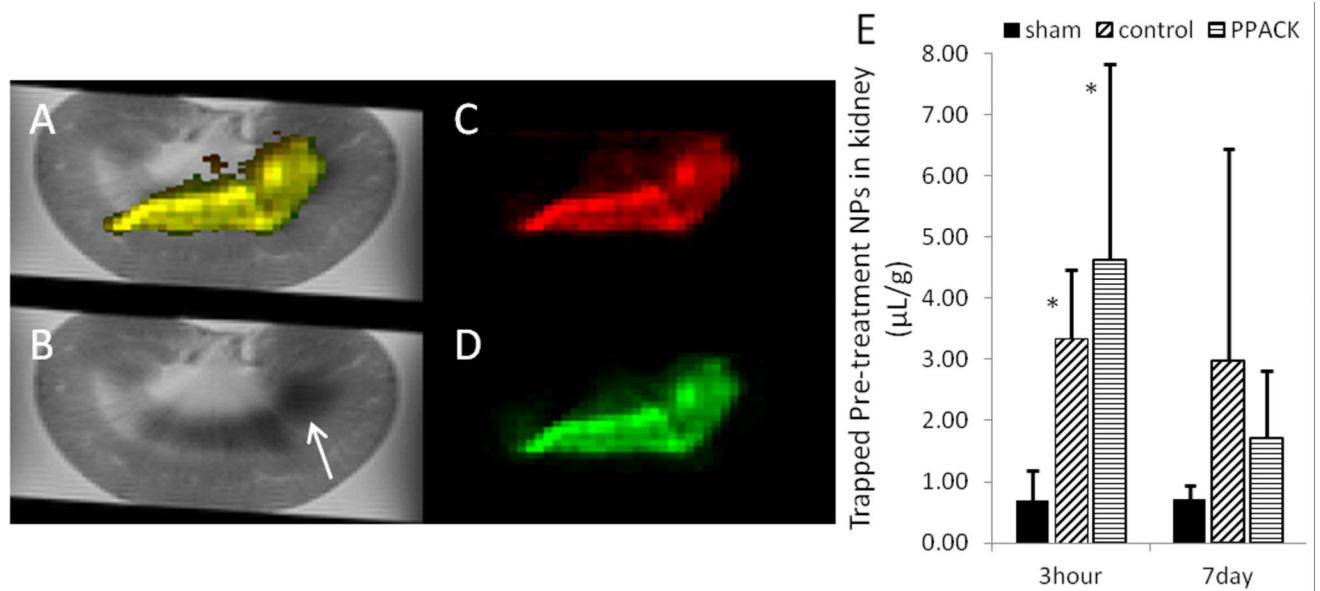 A
B
C
D
E
sham control PPACK
Trapped Pre-treatment NPs in kidney
(µL/g)
8.00
7.00
6.00
5.00
4.00
3.00
2.00
1.00
0.00
*
*
3hour 7day